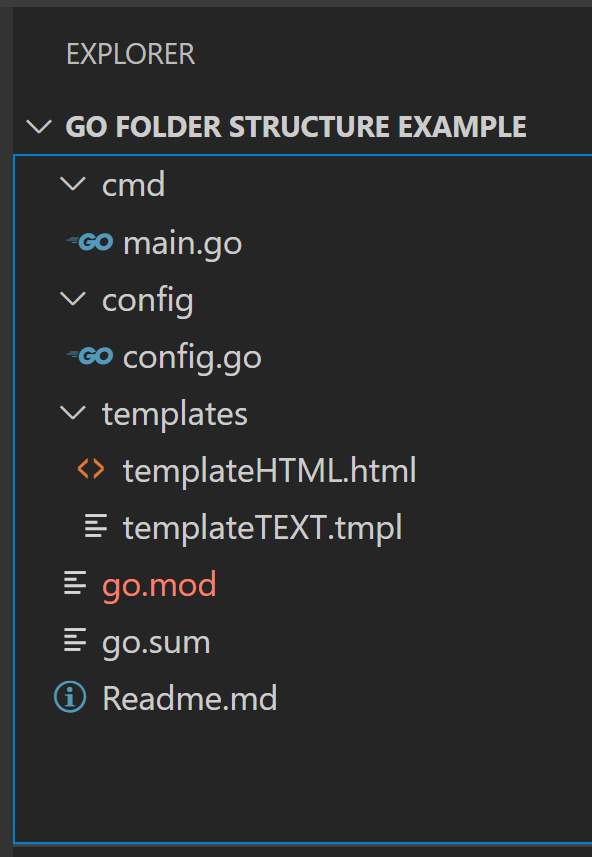 EXPLORER
GO FOLDER STRUCTURE EXAMPLE
cmd
GO main.go
config
GO config.go
templates
templateHTML.html
templateTEXT.tmpl
go.mod
go.sum
Readme.md